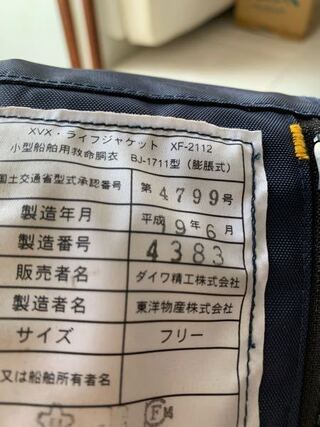 XVX・ライフジャケット XF-2112
小型船舶用救命胴衣 BJ-1711型(膨脹式)
国土交通省型式承認番号 第4799号
製造年月 平成19年6月
製造番号 4383
販売者名 ダイワ精工株式会社
製造者名 東洋物産株式会社
サイズ フリー
又は船舶所有者名